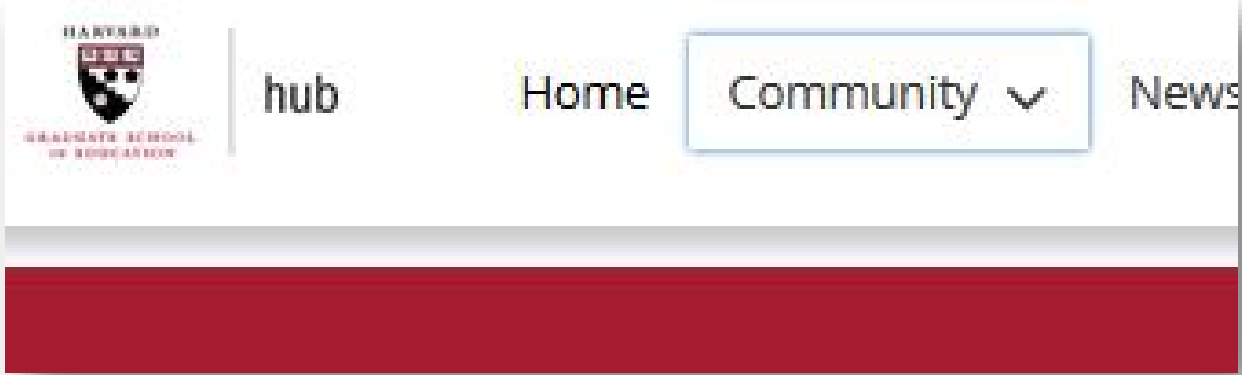 HARVARD
GRADUATE SCHOOL
OF EDUCATION
hub
Home
Community
News